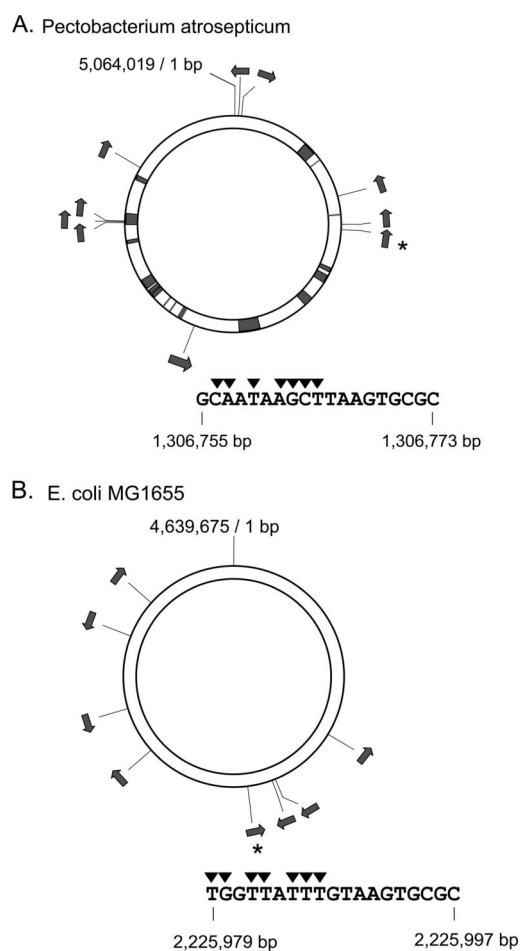 A. Pectobacterium atrosepticum
5,064,019 / 1 bp
*
GCAATAAGCTTAAGTGCGC
1,306,755 bp 1,306,773 bp
B. E. coli MG1655
4,639,675 / 1 bp
*
TGGTTATTTGTAAGTGCGC
2,225,979 bp 2,225,997 bp